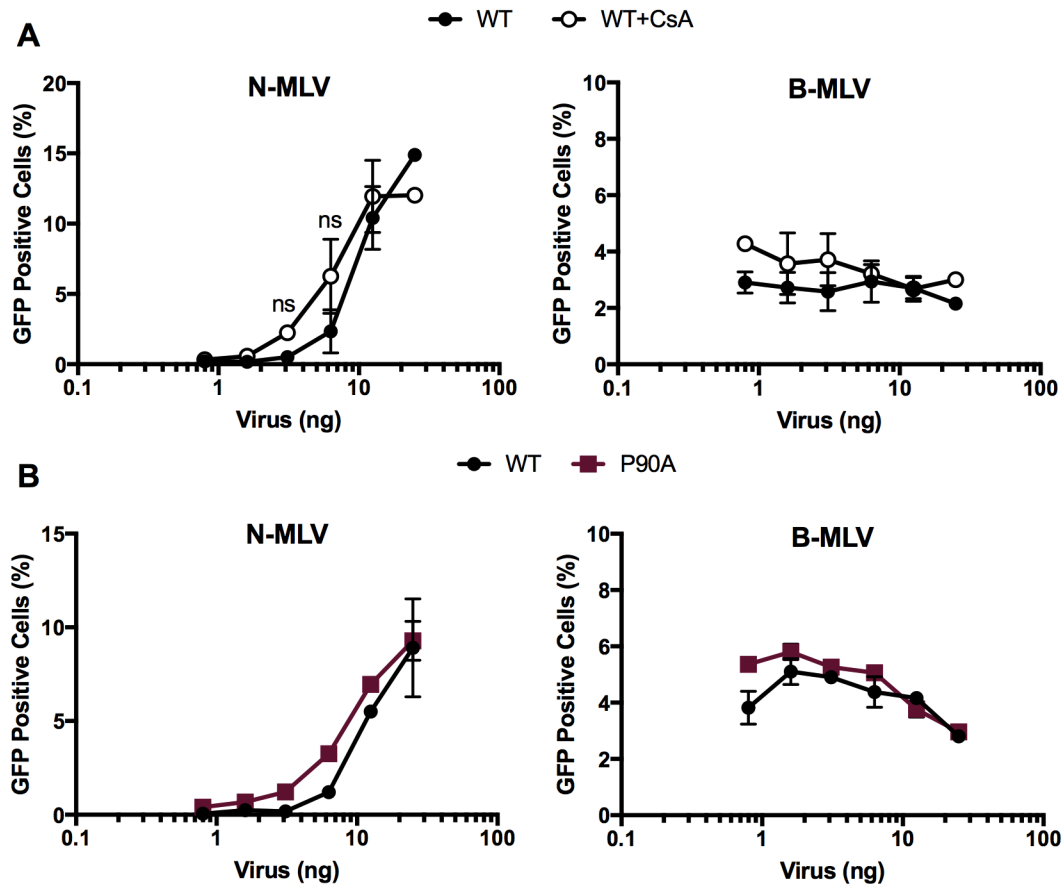 A
WT WT+CsA
N-MLV
GFP Positive Cells (%)
20
15
10
5
0
ns
ns
0.1 1 10 100
Virus (ng)
B-MLV
GFP Positive Cells (%)
10
8
6
4
2
0
0.1 1 10 100
Virus (ng)
B
WT P90A
N-MLV
GFP Positive Cells (%)
15
10
5
0
0.1 1 10 100
Virus (ng)
B-MLV
GFP Positive Cells (%)
10
8
6
4
2
0
0.1 1 10 100
Virus (ng)